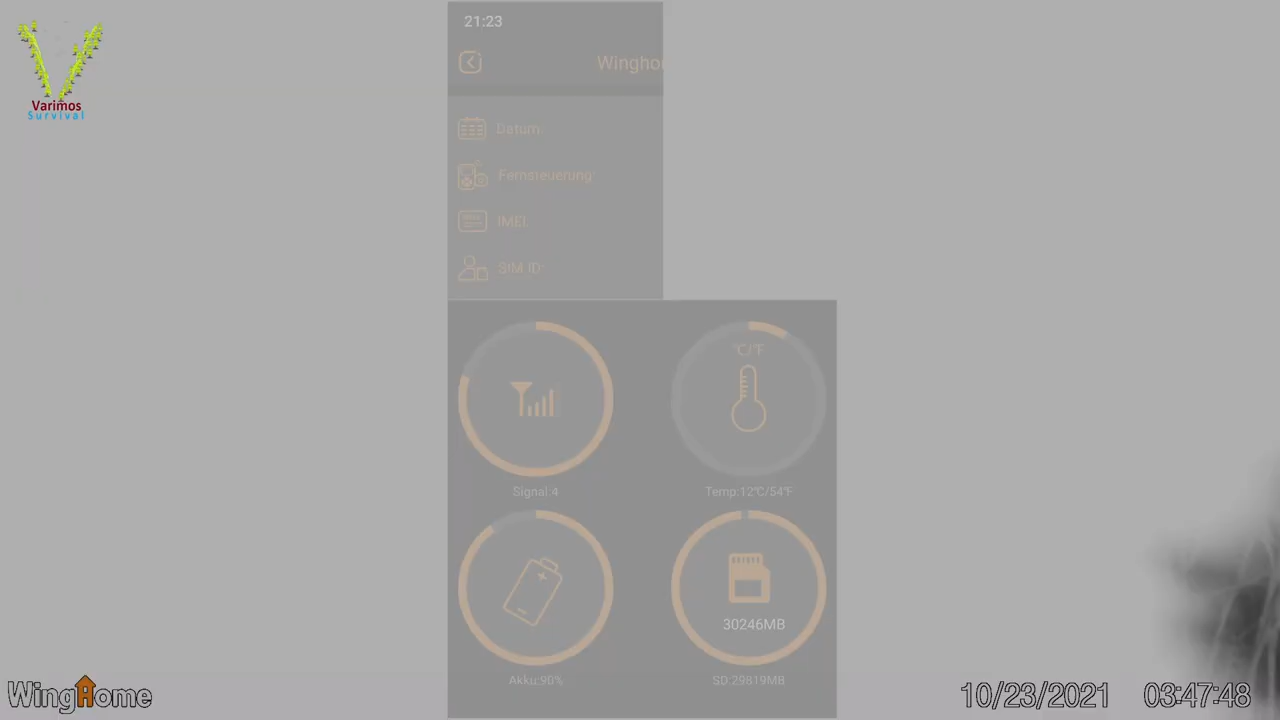 21:23
Varimos
Survival
Datum:
Fernsteuerung:
IMEI:
SIM ID:
°C/°F
Signal:4
Temp:12°C/54°F
30246MB
Akku:90%
SD:29819MB
WingHome
10/23/2021 03:47:48